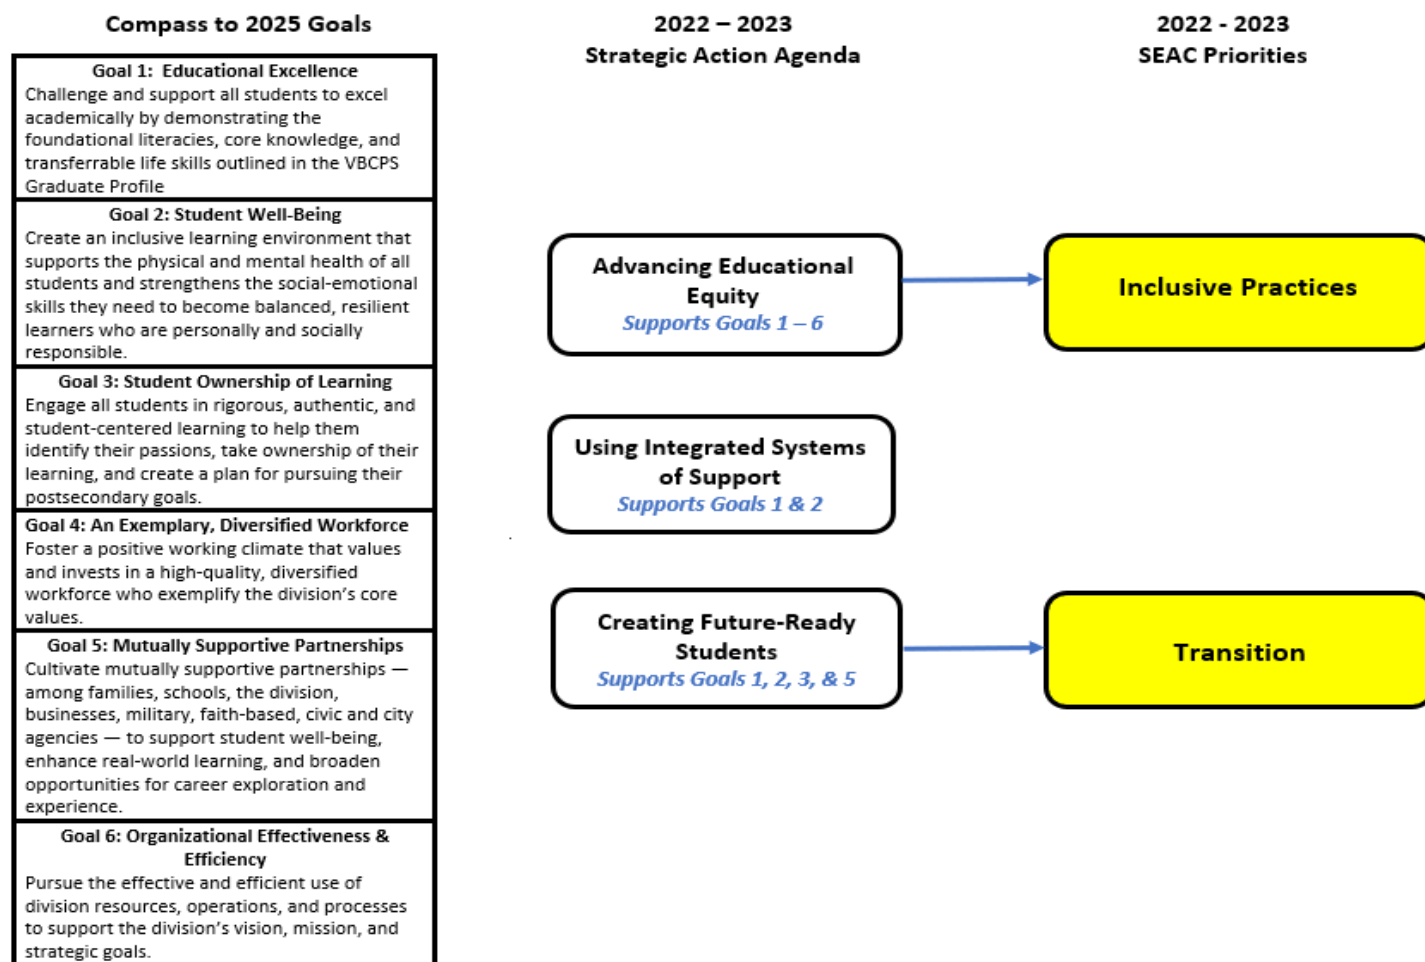 Compass to 2025 Goals
Goal 1:  Educational Excellence
Challenge and support all students to excel
academically by demonstrating the
foundational literacies, core knowledge, and
transferrable life skills outlined in the VBCPS
Graduate Profile
Goal 2: Student Well-Being
Create an inclusive learning environment that
supports the physical and mental health of all
students and strengthens the social-emotional
skills they need to become balanced, resilient
learners who are personally and socially
responsible.
Goal 3: Student Ownership of Learning
Engage all students in rigorous, authentic, and
student-centered learning to help them
identify their passions, take ownership of their
learning, and create a plan for pursuing their
postsecondary goals.
Goal 4: An Exemplary, Diversified Workforce
Foster a positive working climate that values
and invests in a high-quality, diversified
workforce who exemplify the division’s core
values.
Goal 5: Mutually Supportive Partnerships
Cultivate mutually supportive partnerships —
among families, schools, the division,
businesses, military, faith-based, civic and city
agencies — to support student well-being,
enhance real-world learning, and broaden
opportunities for career exploration and
experience.
Goal 6: Organizational Effectiveness &
Efficiency
Pursue the effective and efficient use of
division resources, operations, and processes
to support the division’s vision, mission, and
strategic goals.
2022 – 2023
Strategic Action Agenda
Advancing Educational
Equity
Supports Goals 1 – 6
Using Integrated Systems
of Support
Supports Goals 1 & 2
Creating Future-Ready
Students
Supports Goals 1, 2, 3, & 5
2022 - 2023
SEAC Priorities
Inclusive Practices
Transition